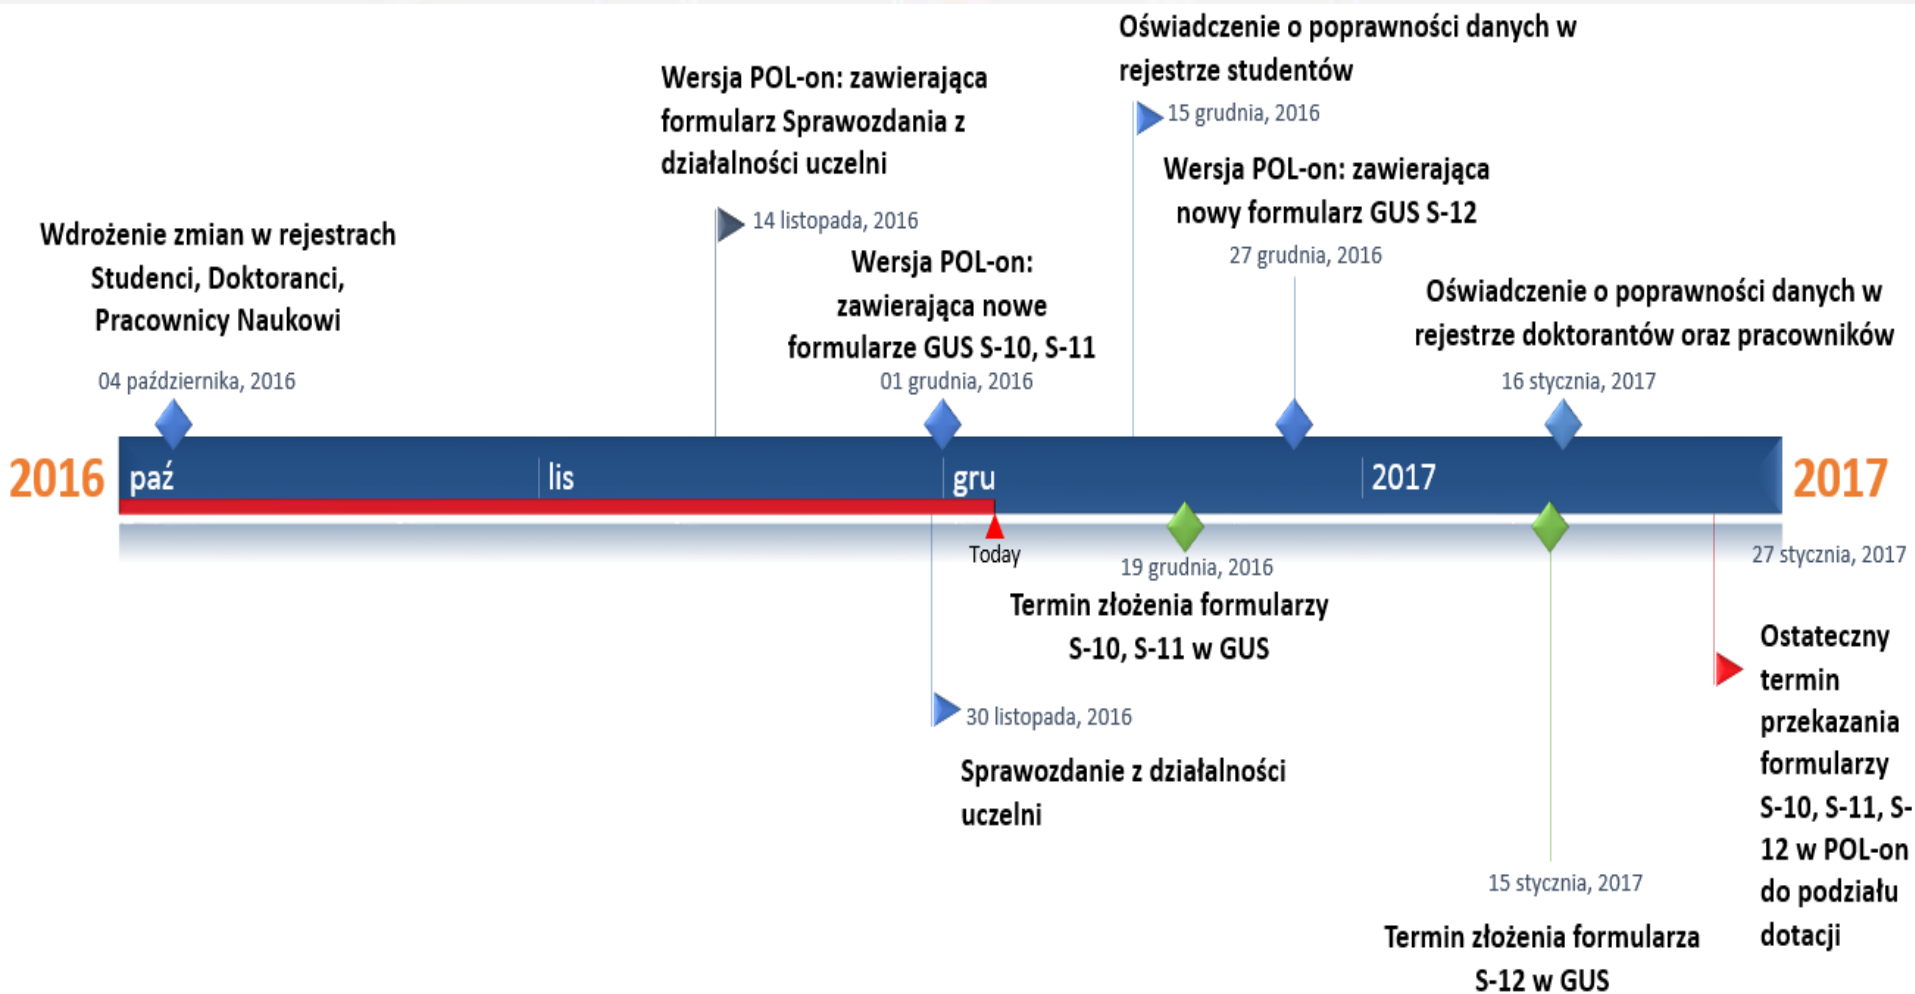 Wdrożenie zmian w rejestrach
Studenci, Doktoranci,
Pracownicy Naukowi
04 października, 2016
Wersja POL-on: zawierająca
formularz Sprawozdania z
działalności uczelni
14 listopada, 2016
Wersja POL-on:
zawierająca nowe
formularze GUS S-10, S-11
01 grudnia, 2016
Oświadczenie o poprawności danych w
rejestrze studentów
15 grudnia, 2016
Wersja POL-on: zawierająca
nowy formularz GUS S-12
27 grudnia, 2016
Oświadczenie o poprawności danych w
rejestrze doktorantów oraz pracowników
16 stycznia, 2017
2016
paź
lis
gru
2017
2017
Today
30 listopada, 2016
Sprawozdanie z działalności
uczelni
19 grudnia, 2016
Termin złożenia formularzy
S-10, S-11 w GUS
15 stycznia, 2017
Termin złożenia formularza
S-12 w GUS
27 stycznia, 2017
Ostateczny
termin
przekazania
formularzy
S-10, S-11, S-
12 w POL-on
do podziału
dotacji